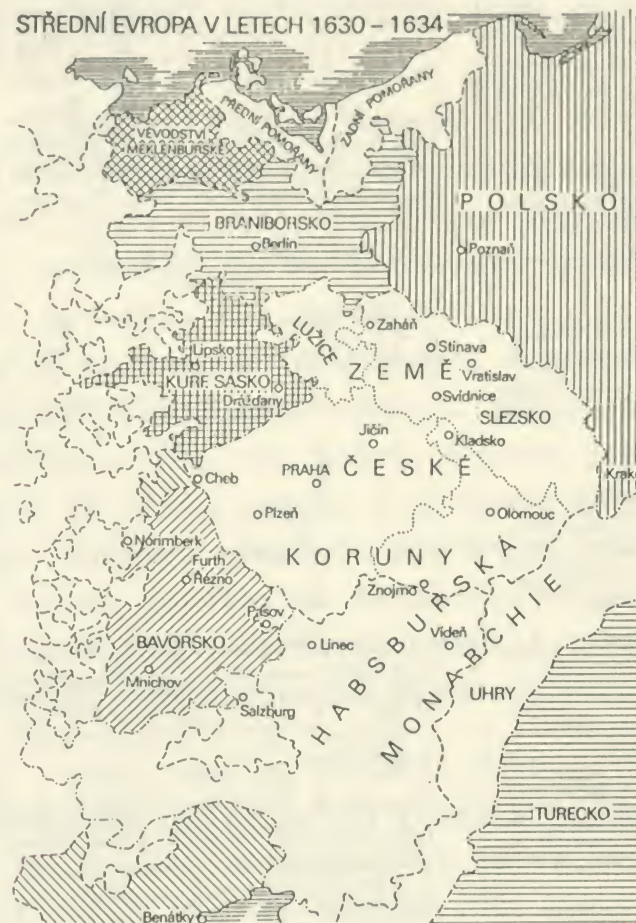 STŘEDNÍ EVROPA V LETECH 1630 – 1634
VÉVODSTVÍ
MEKLENBURSKÉ
PŘEDNÍ POMOŘANY
ZADNÍ POMOŘANY
POLSKO
BRANIBORSKO
Berlín
Poznaň
LUŽICE
Zaháň
Lipsko
Stinava
ZEMĚ
Vratislav
KURF. SASKO
Drážďany
Svídnice
SLEZSKO
Jičín
Kladsko
Cheb
PRAHA
ČESKÉ
Krak
Plzeň
Olomouc
Norimberk
KORUNY
Furth
Řezno
Znojmo
HABSBURSKÁ
MONARCHIE
Pasov
BAVORSKO
Linec
Vídeň
Mnichov
UHRY
Salzburg
TURECKO
Benátky